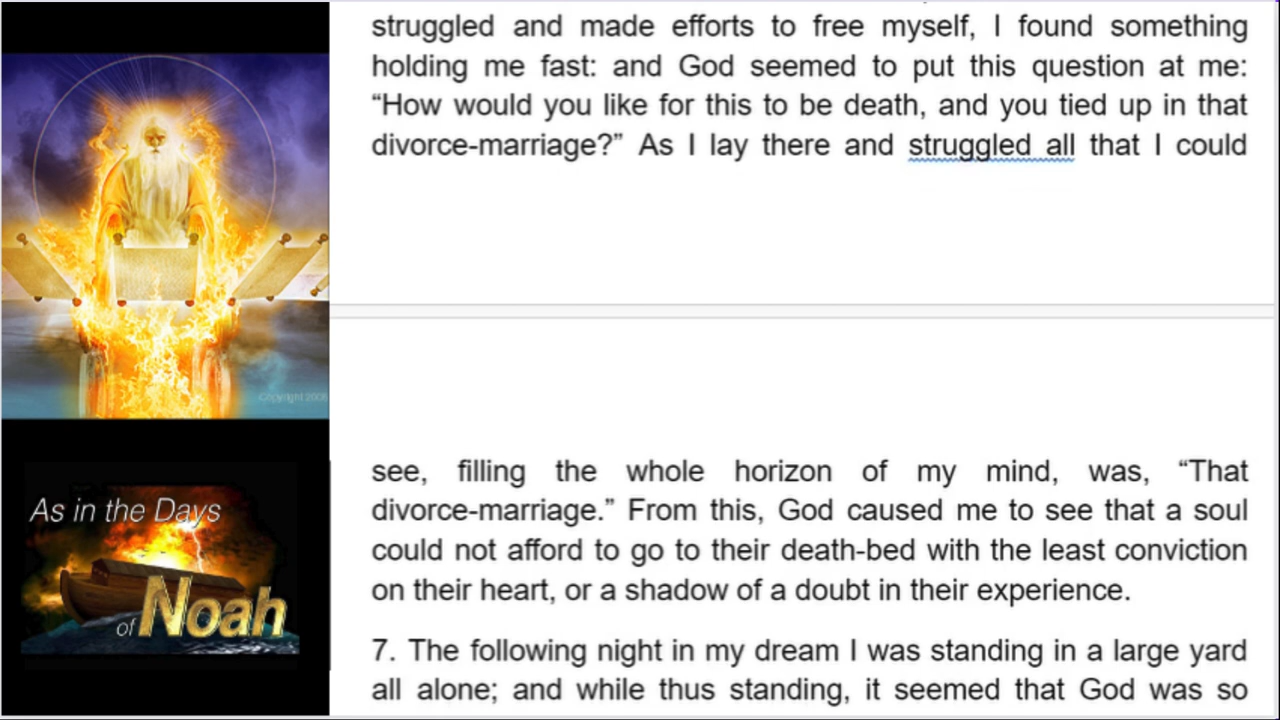 struggled and made efforts to free myself, I found something
holding me fast: and God seemed to put this question at me:
“How would you like for this to be death, and you tied up in that
divorce-marriage?” As I lay there and struggled all that I could
see, filling the whole horizon of my mind, was, “That
divorce-marriage.” From this, God caused me to see that a soul
could not afford to go to their death-bed with the least conviction
on their heart, or a shadow of a doubt in their experience.
7. The following night in my dream I was standing in a large yard
all alone; and while thus standing, it seemed that God was so
As in the Days
of Noah